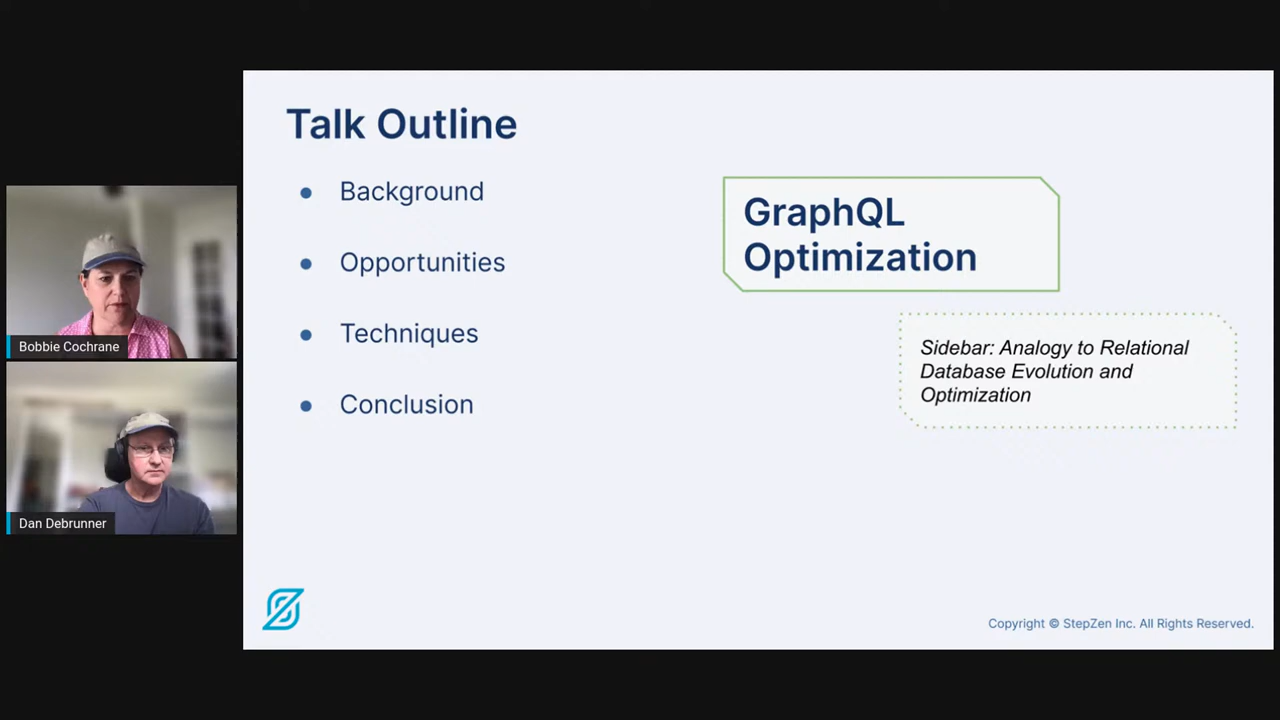 Talk Outline
Background
Opportunities
Techniques
Conclusion
GraphQL
Optimization
Sidebar: Analogy to Relational
Database Evolution and
Optimization
Bobbie Cochrane
Dan Debrunner
Copyright © StepZen Inc. All Rights Reserved.